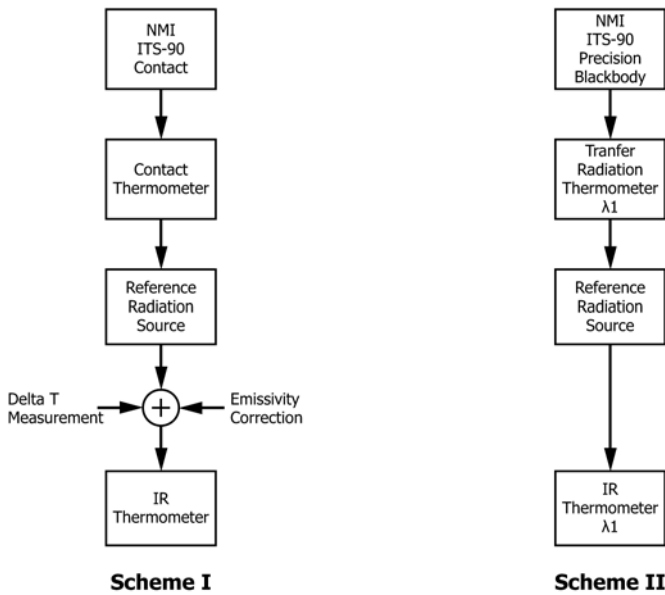 NMI
ITS-90
Contact
Contact
Thermometer
Reference
Radiation
Source
Delta T
Measurement
+
Emissivity
Correction
IR
Thermometer
Scheme I
NMI
ITS-90
Precision
Blackbody
Tranfer
Radiation
Thermometer
λ1
Reference
Radiation
Source
IR
Thermometer
λ1
Scheme II